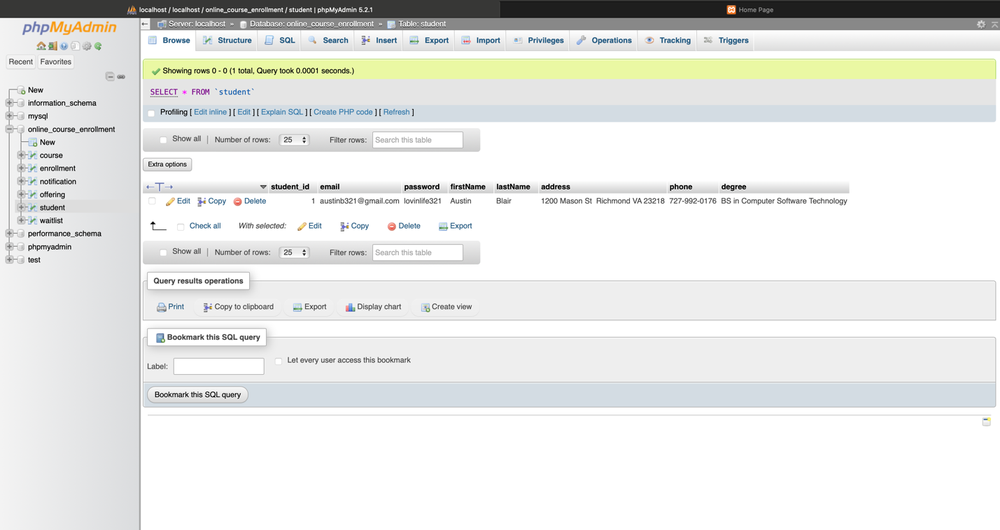 localhost / localhost / online_course_enrollment / student | phpMyAdmin 5.2.1
Home Page
phpMyAdmin
Recent Favorites
New
information_schema
mysql
online_course_enrollment
New
course
enrollment
notification
offering
student
waitlist
performance_schema
phpmyadmin
test
← Server: localhost » Database: online_course_enrollment » Table: student
Browse Structure SQL Search Insert Export Import Privileges Operations Tracking Triggers
Showing rows 0 - 0 (1 total, Query took 0.0001 seconds.)
SELECT * FROM `student`
Profiling [ Edit inline ] [ Edit ] [ Explain SQL ] [ Create PHP code ] [ Refresh ]
Show all | Number of rows: 25 Filter rows: Search this table
Extra options
←T→ student_id email password firstName lastName address phone degree
Edit Copy Delete 1 austinb321@gmail.com lovinlife321 Austin Blair 1200 Mason St Richmond VA 23218 727-992-0176 BS in Computer Software Technology
Check all With selected: Edit Copy Delete Export
Show all | Number of rows: 25 Filter rows: Search this table
Query results operations
Print Copy to clipboard Export Display chart Create view
Bookmark this SQL query
Label: Let every user access this bookmark
Bookmark this SQL query